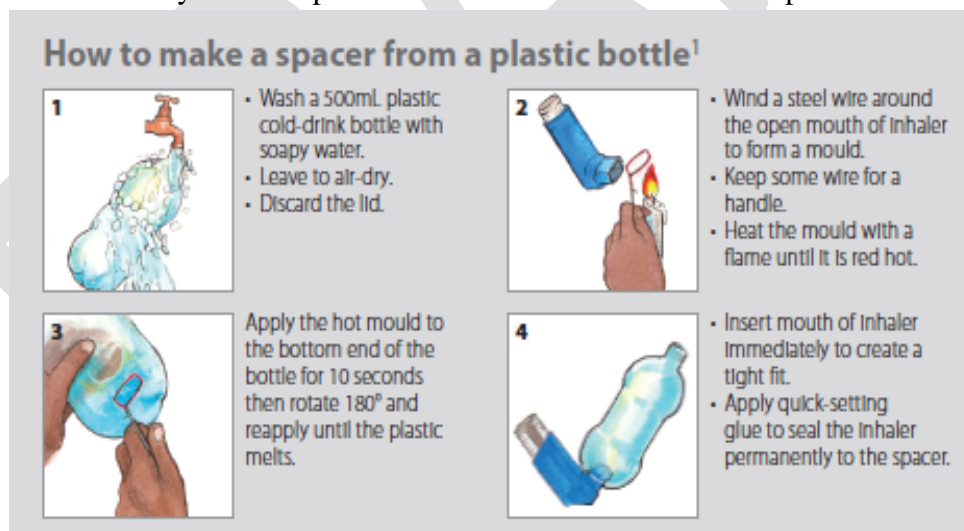 How to make a spacer from a plastic bottle¹
1
• Wash a 500mL plastic
cold-drink bottle with
soapy water.
• Leave to air-dry.
• Discard the lid.
2
• Wind a steel wire around
the open mouth of inhaler
to form a mould.
• Keep some wire for a
handle.
• Heat the mould with a
flame until it is red hot.
3
Apply the hot mould to
the bottom end of the
bottle for 10 seconds
then rotate 180° and
reapply until the plastic
melts.
4
• Insert mouth of inhaler
immediately to create a
tight fit.
• Apply quick-setting
glue to seal the inhaler
permanently to the spacer.